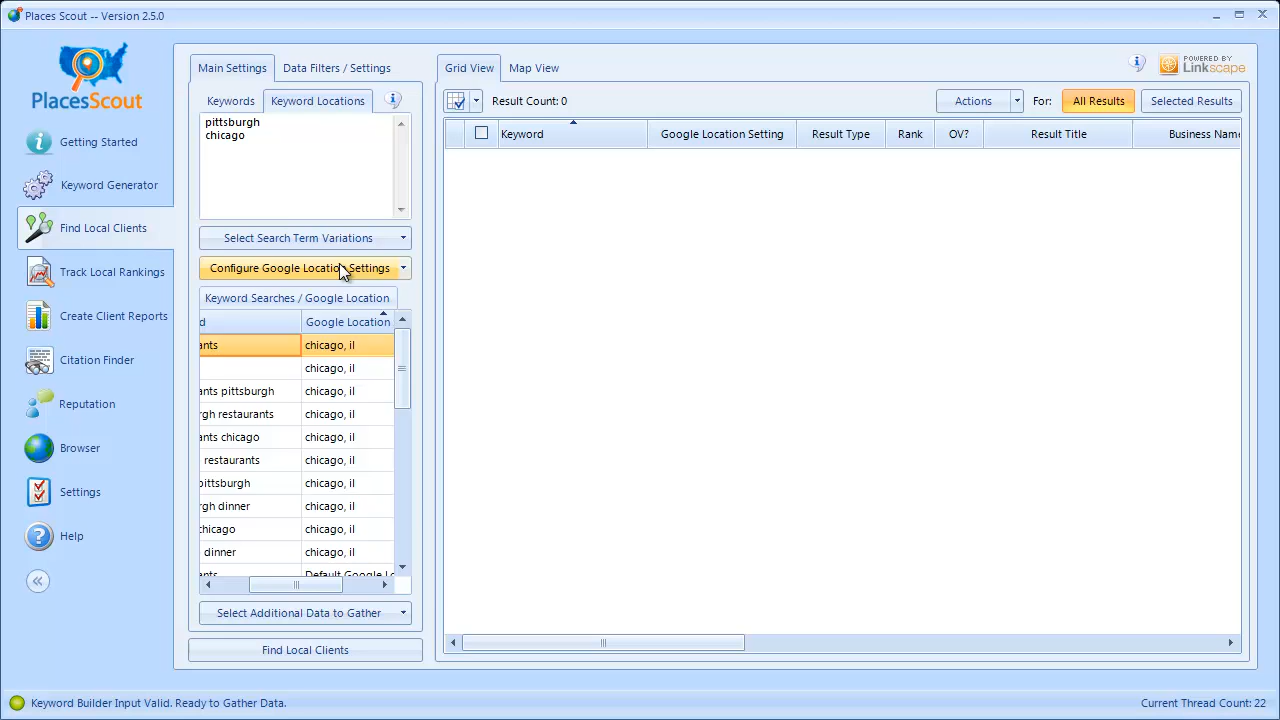 Places Scout -- Version 2.5.0
PlacesScout
Getting Started
Keyword Generator
Find Local Clients
Track Local Rankings
Create Client Reports
Citation Finder
Reputation
Browser
Settings
Help
Main Settings
Data Filters / Settings
Keywords
Keyword Locations
pittsburgh
chicago
Select Search Term Variations
Configure Google Location Settings
Keyword Searches / Google Location
d Google Location
ants chicago, il
chicago, il
ants pittsburgh chicago, il
rgh restaurants chicago, il
ants chicago chicago, il
restaurants chicago, il
pittsburgh chicago, il
rgh dinner chicago, il
chicago chicago, il
dinner chicago, il
ants Default Google Lo
Select Additional Data to Gather
Find Local Clients
Grid View
Map View
POWERED BY
Linkscape
Result Count: 0
Actions
For:
All Results
Selected Results
Keyword Google Location Setting Result Type Rank OV? Result Title Business Name
Keyword Builder Input Valid. Ready to Gather Data.
Current Thread Count: 22